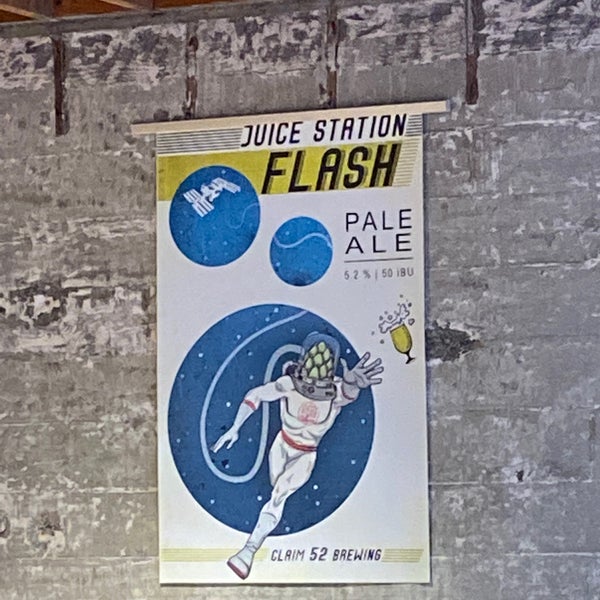 JUICE STATION
FLASH
PALE
ALE
5.2 % | 50 IBU
CLAIM 52 BREWING